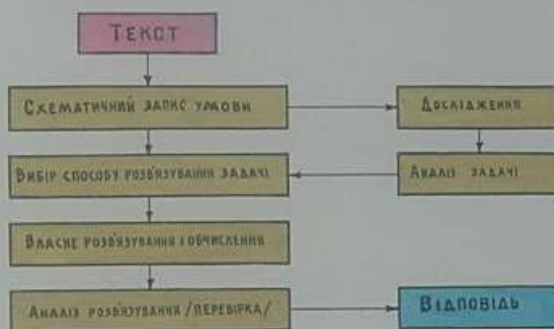 ТЕКСТ
СХЕМАТИЧНИЙ ЗАПИС УМОВИ
ДОСЛІДЖЕННЯ
ВИБІР СПОСОБУ РОЗВ'ЯЗУВАННЯ ЗАДАЧІ
АНАЛІЗ ЗАДАЧІ
ВЛАСНЕ РОЗВ'ЯЗУВАННЯ І ОБЧИСЛЕННЯ
АНАЛІЗ РОЗВ'ЯЗУВАННЯ /ПЕРЕВІРКА/
ВІДПОВІДЬ